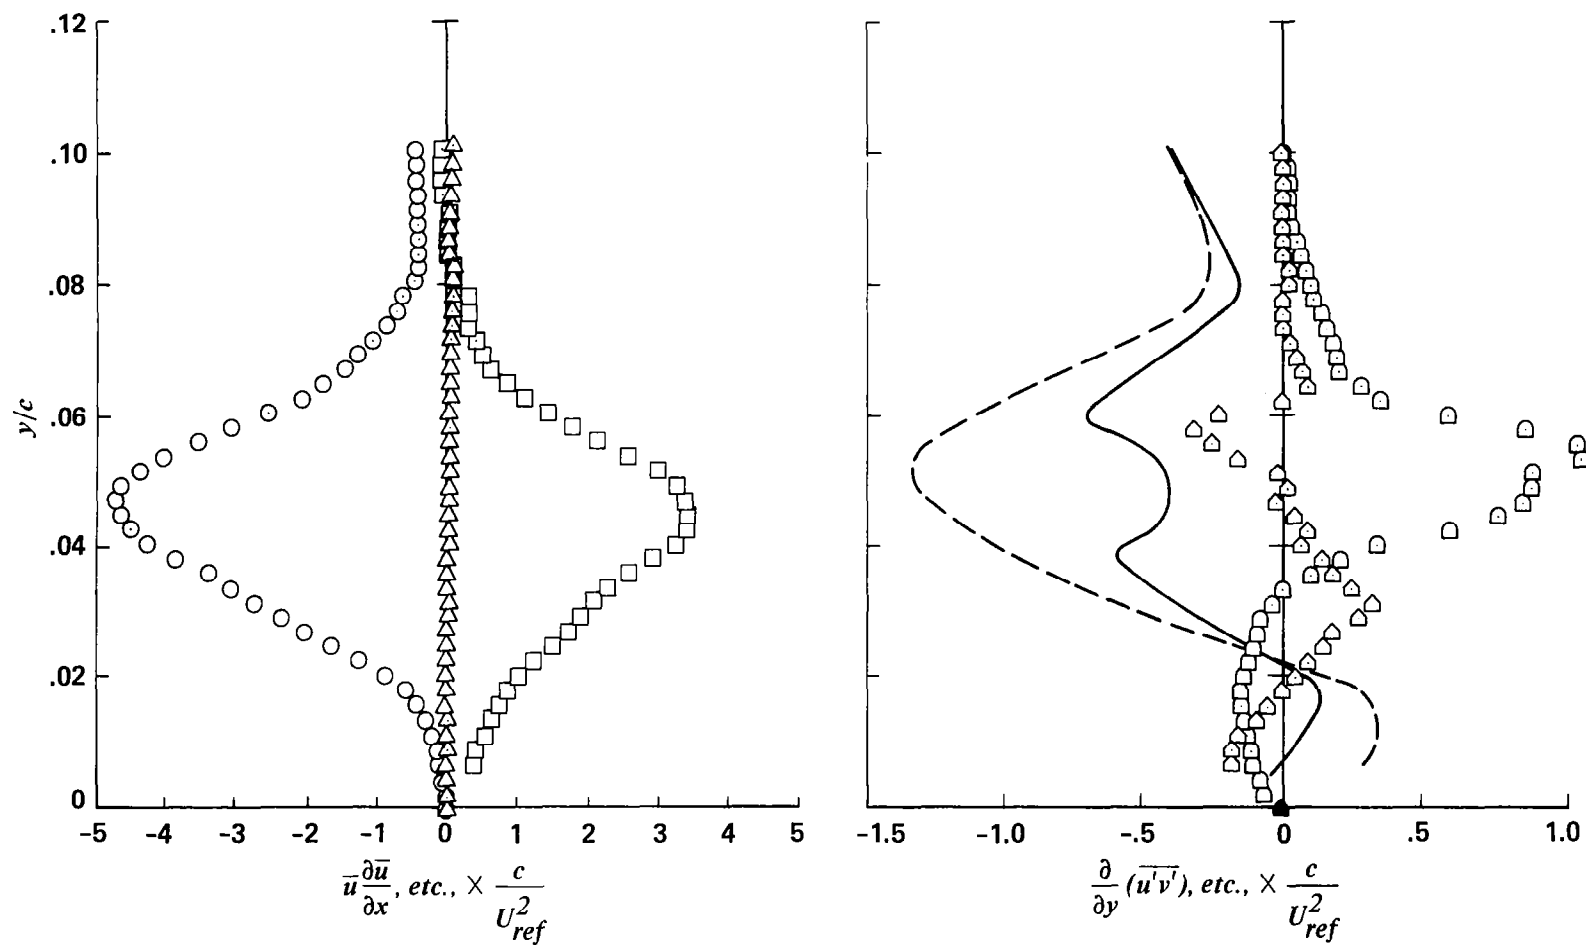 .12
.10
.08
.06
.04
.02
0
y/c
-5 -4 -3 -2 -1 0 1 2 3 4 5
u̅ ∂u̅/∂x, etc., × c/U²ref
-1.5 -1.0 -.5 0 .5 1.0
∂/∂y (u'v'), etc., × c/U²ref